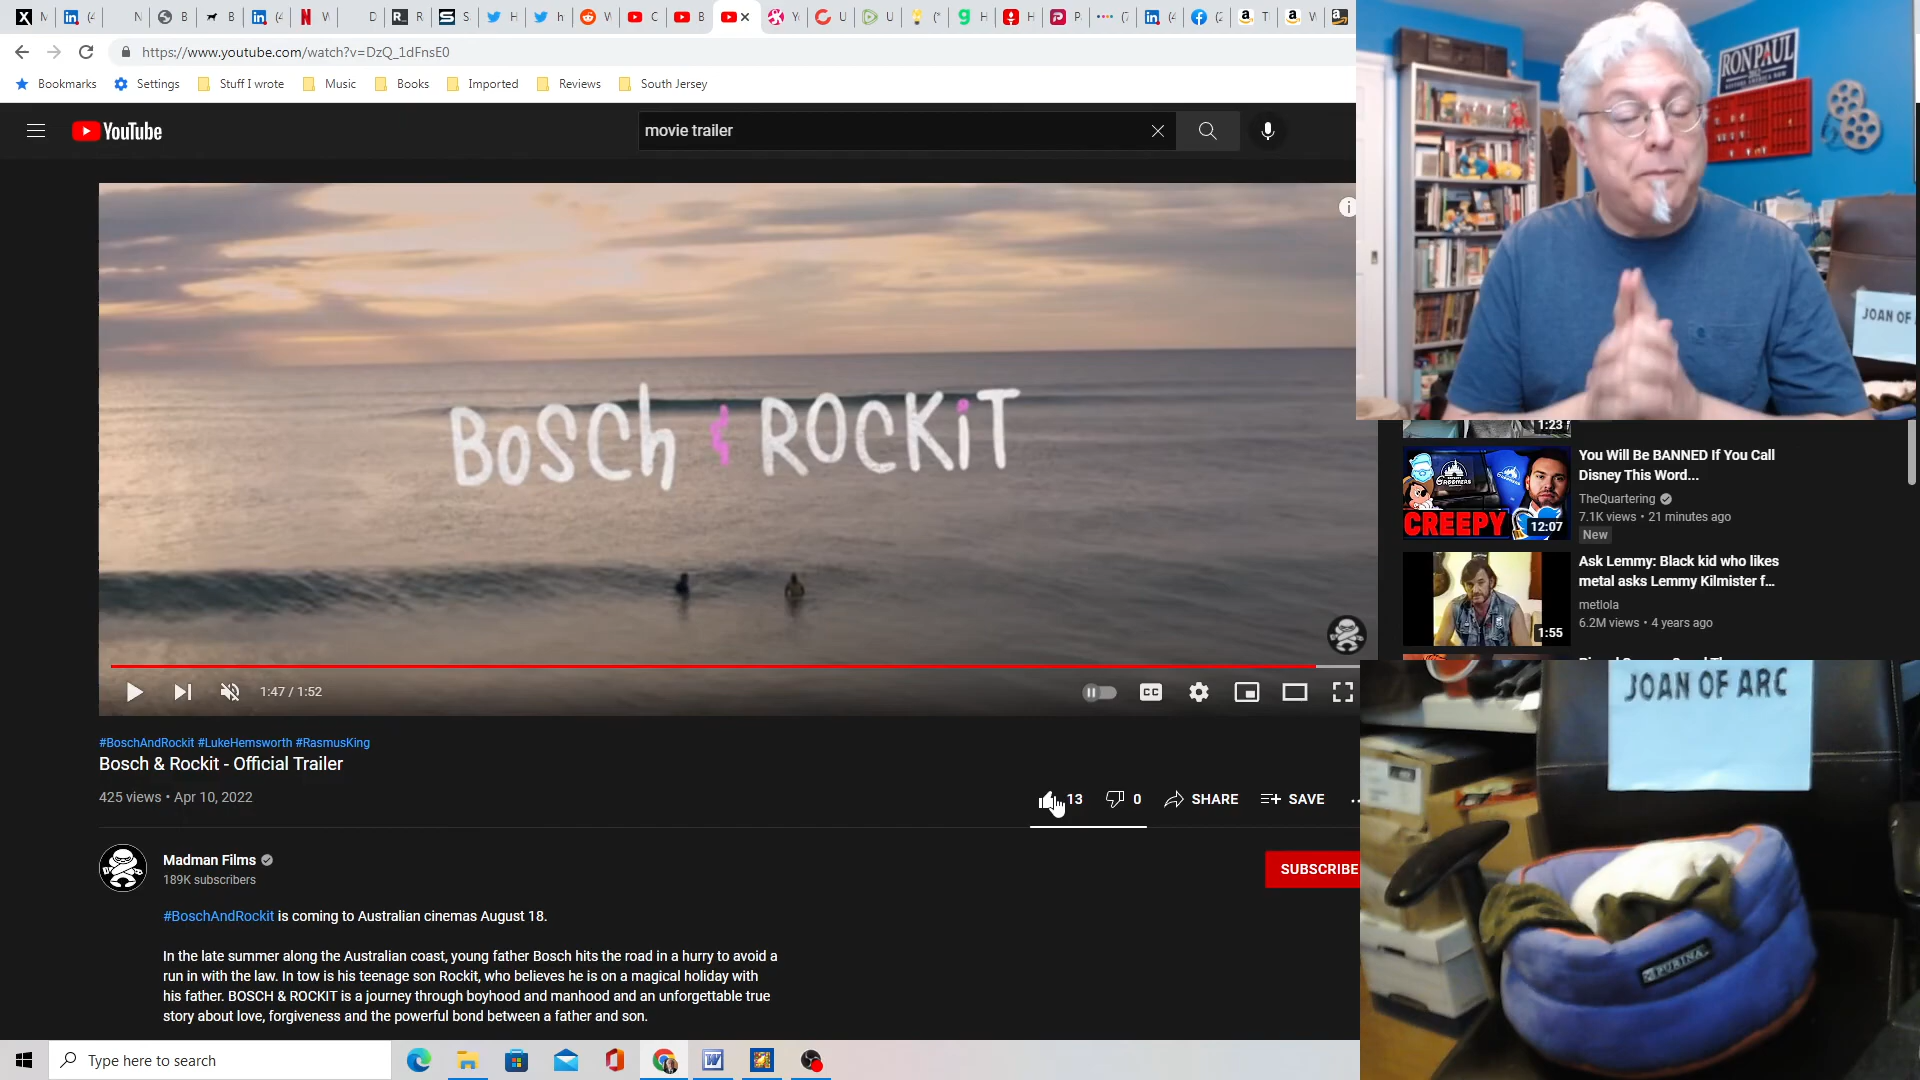 https://www.youtube.com/watch?v=DzQ_1dFnsE0
Bookmarks Settings Stuff I wrote Music Books Imported Reviews South Jersey
YouTube
movie trailer
BoSCh & ROCKiT
1:47 / 1:52
CC
#BoschAndRockit #LukeHemsworth #RasmusKing
Bosch & Rockit - Official Trailer
425 views • Apr 10, 2022
13
0
SHARE
SAVE
Madman Films
189K subscribers
SUBSCRIBE
#BoschAndRockit is coming to Australian cinemas August 18.
In the late summer along the Australian coast, young father Bosch hits the road in a hurry to avoid a
run in with the law. In tow is his teenage son Rockit, who believes he is on a magical holiday with
his father. BOSCH & ROCKIT is a journey through boyhood and manhood and an unforgettable true
story about love, forgiveness and the powerful bond between a father and son.
RON PAUL
JOAN OF
1:23
You Will Be BANNED If You Call
Disney This Word...
TheQuartering
7.1K views • 21 minutes ago
New
CREEPY
12:07
Ask Lemmy: Black kid who likes
metal asks Lemmy Kilmister f...
metlola
6.2M views • 4 years ago
1:55
JOAN OF ARC
Type here to search